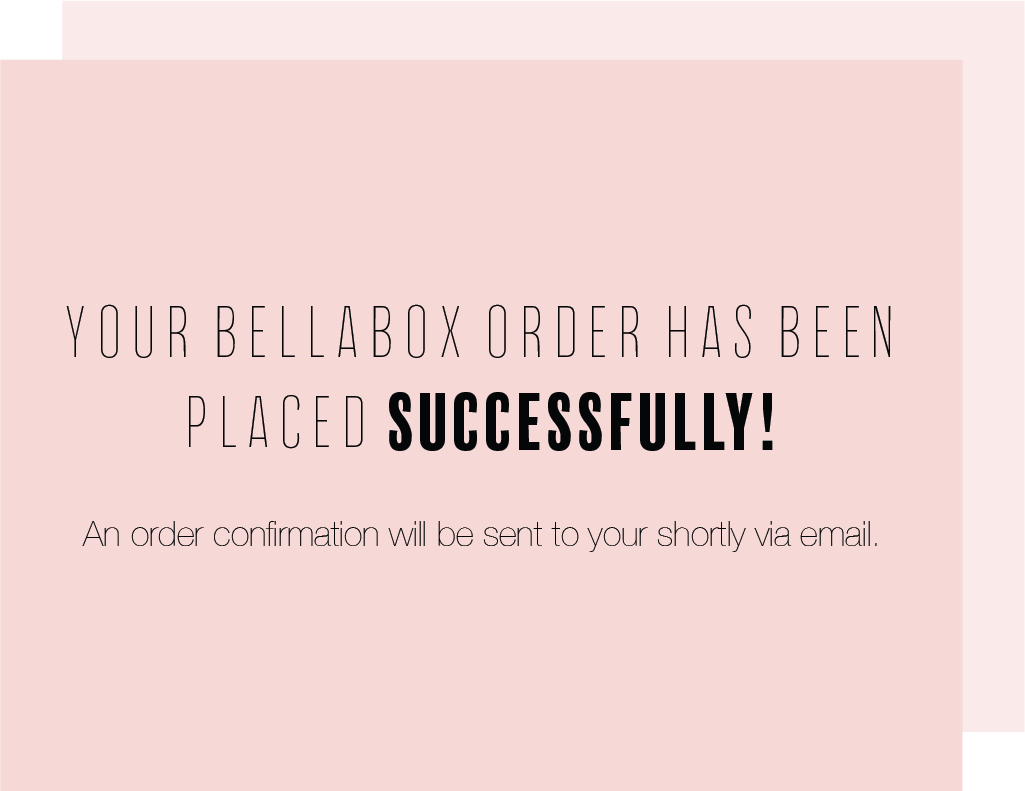 YOUR BELLABOX ORDER HAS BEEN
PLACED SUCCESSFULLY!
An order confirmation will be sent to your shortly via email.